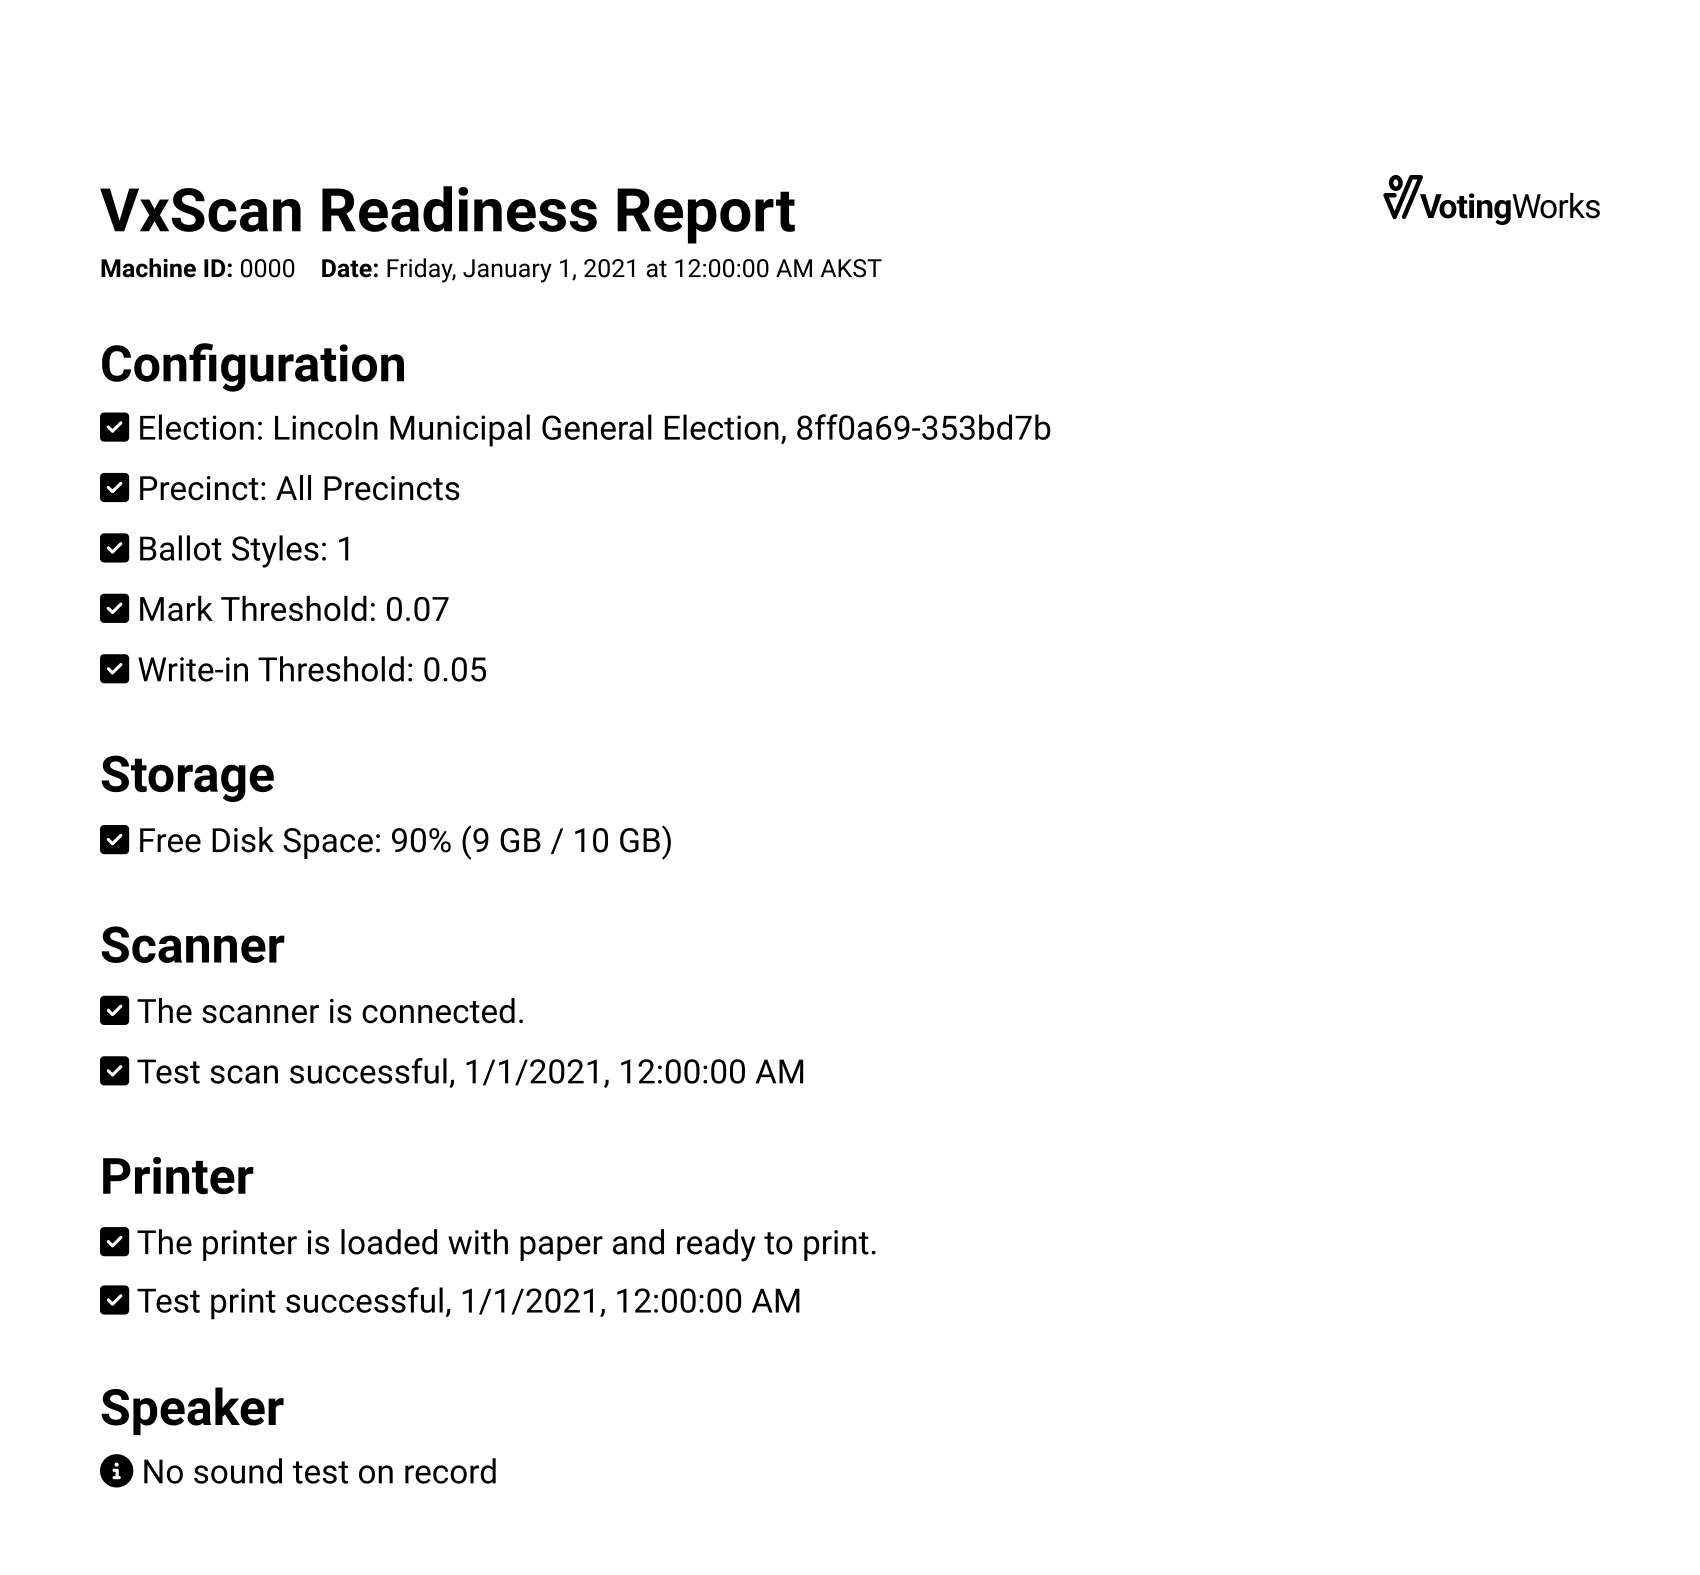 VxScan Readiness Report
VotingWorks
Machine ID: 0000 Date: Friday, January 1, 2021 at 12:00:00 AM AKST
Configuration
Election: Lincoln Municipal General Election, 8ff0a69-353bd7b
Precinct: All Precincts
Ballot Styles: 1
Mark Threshold: 0.07
Write-in Threshold: 0.05
Storage
Free Disk Space: 90% (9 GB / 10 GB)
Scanner
The scanner is connected.
Test scan successful, 1/1/2021, 12:00:00 AM
Printer
The printer is loaded with paper and ready to print.
Test print successful, 1/1/2021, 12:00:00 AM
Speaker
No sound test on record